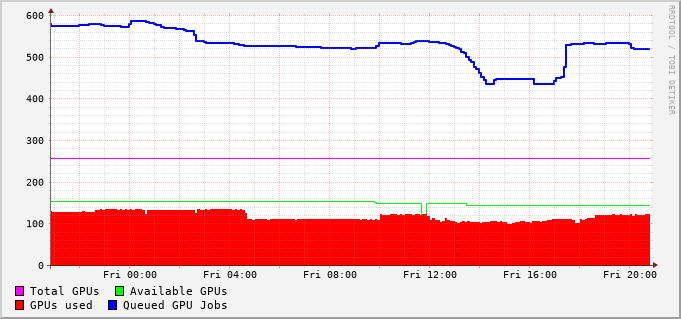 600
500
400
300
200
100
0
Fri 00:00 Fri 04:00 Fri 08:00 Fri 12:00 Fri 16:00 Fri 20:00
Total GPUs Available GPUs
GPUs used Queued GPU Jobs
RRDTOOL / TOBI OETIKER